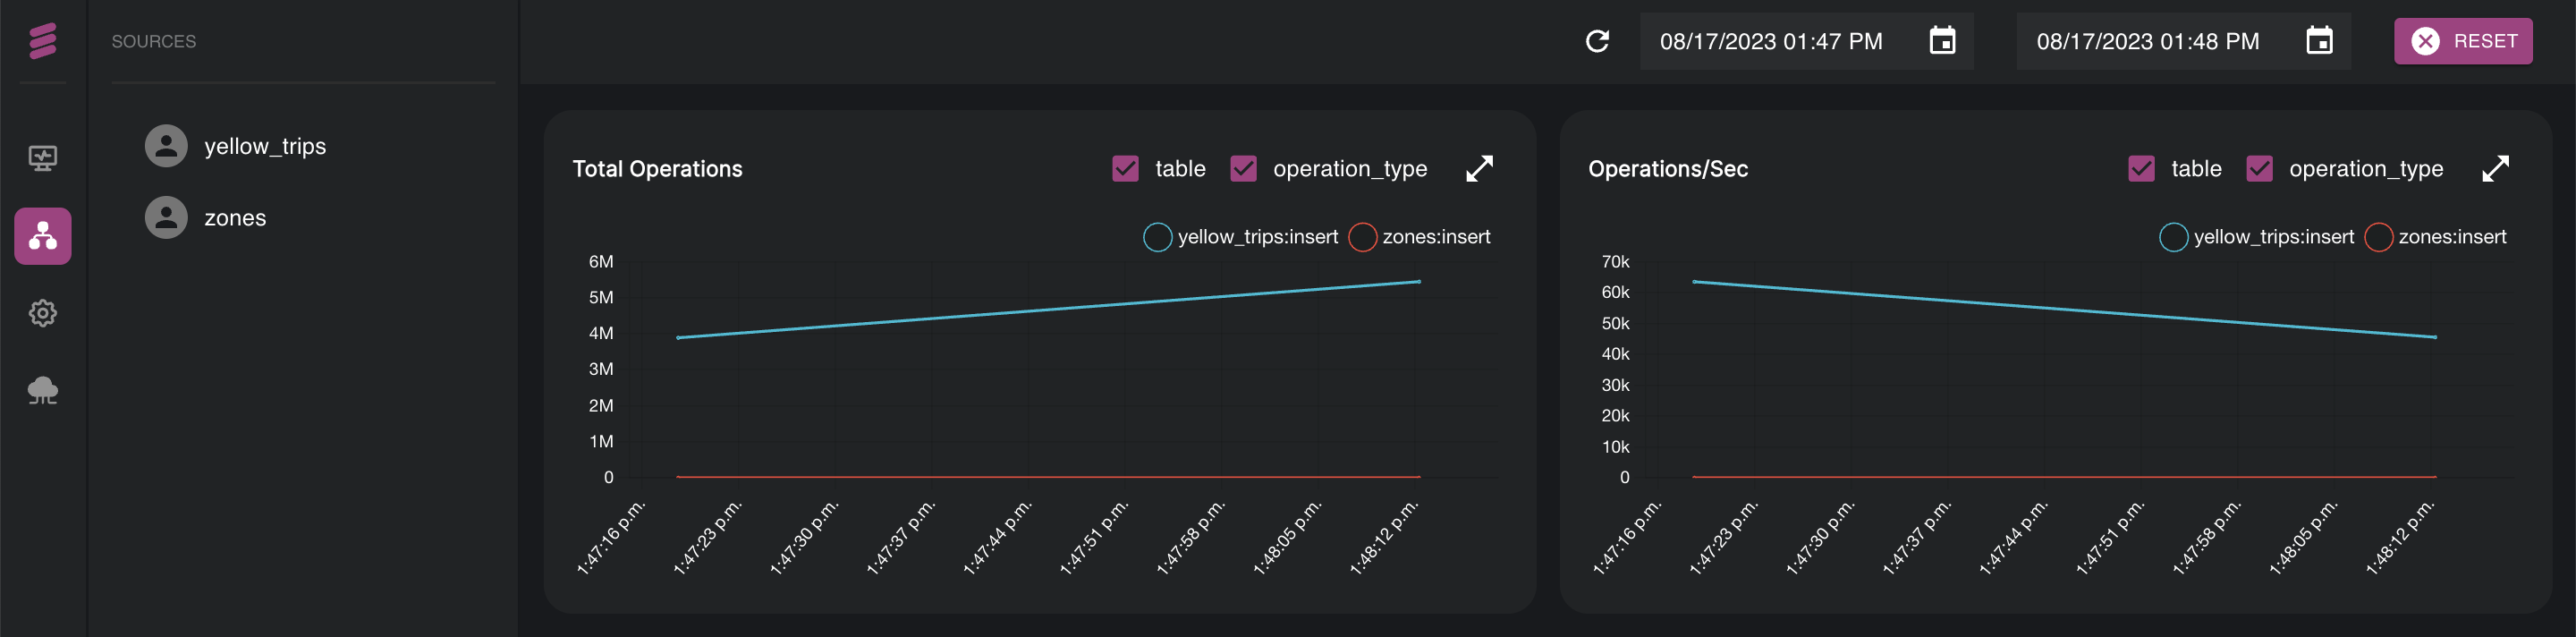 SOURCES
yellow_trips
zones
08/17/2023 01:47 PM
08/17/2023 01:48 PM
RESET
Total Operations
table
operation_type
yellow_trips:insert
zones:insert
6M
5M
4M
3M
2M
1M
0
1:47:16 p.m.
1:47:23 p.m.
1:47:30 p.m.
1:47:37 p.m.
1:47:44 p.m.
1:47:51 p.m.
1:47:58 p.m.
1:48:05 p.m.
1:48:12 p.m.
Operations/Sec
table
operation_type
yellow_trips:insert
zones:insert
70k
60k
50k
40k
30k
20k
10k
0
1:47:16 p.m.
1:47:23 p.m.
1:47:30 p.m.
1:47:37 p.m.
1:47:44 p.m.
1:47:51 p.m.
1:47:58 p.m.
1:48:05 p.m.
1:48:12 p.m.